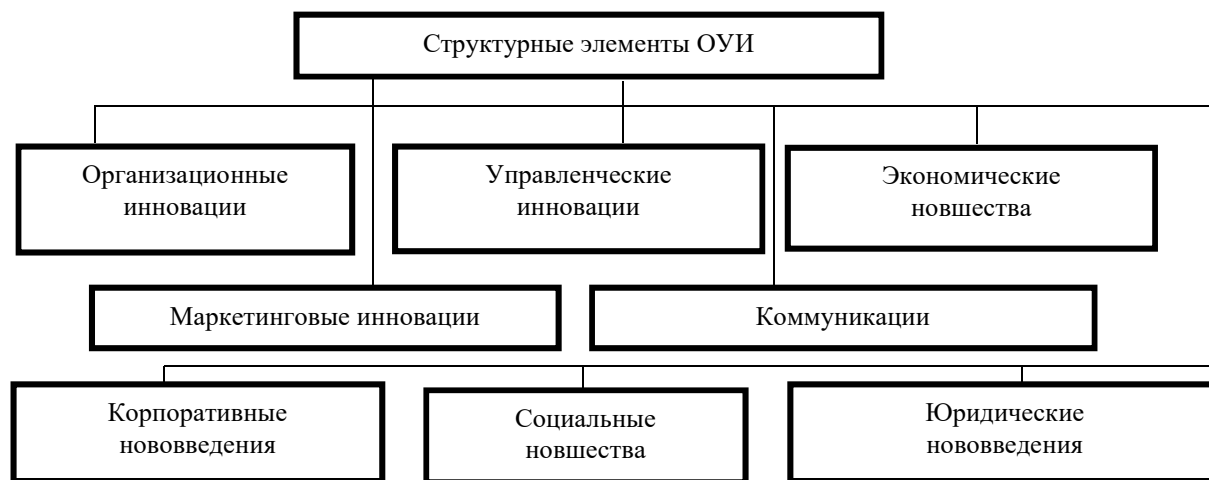 Структурные элементы ОУИ
Организационные
инновации
Управленческие
инновации
Экономические
новшества
Маркетинговые инновации
Коммуникации
Корпоративные
нововведения
Социальные
новшества
Юридические
нововведения